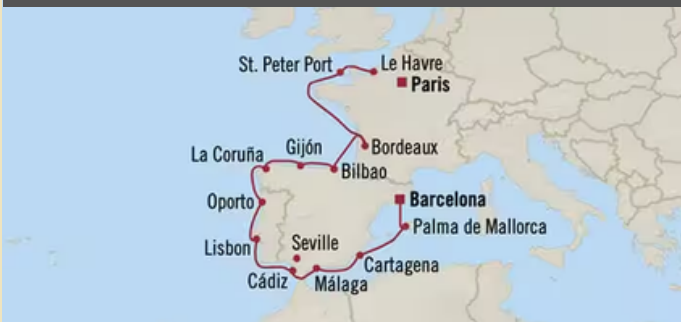 St. Peter Port
Le Havre
Paris
Bordeaux
Gijón
La Coruña
Bilbao
Barcelona
Oporto
Palma de Mallorca
Lisbon
Seville
Cartagena
Cádiz
Málaga